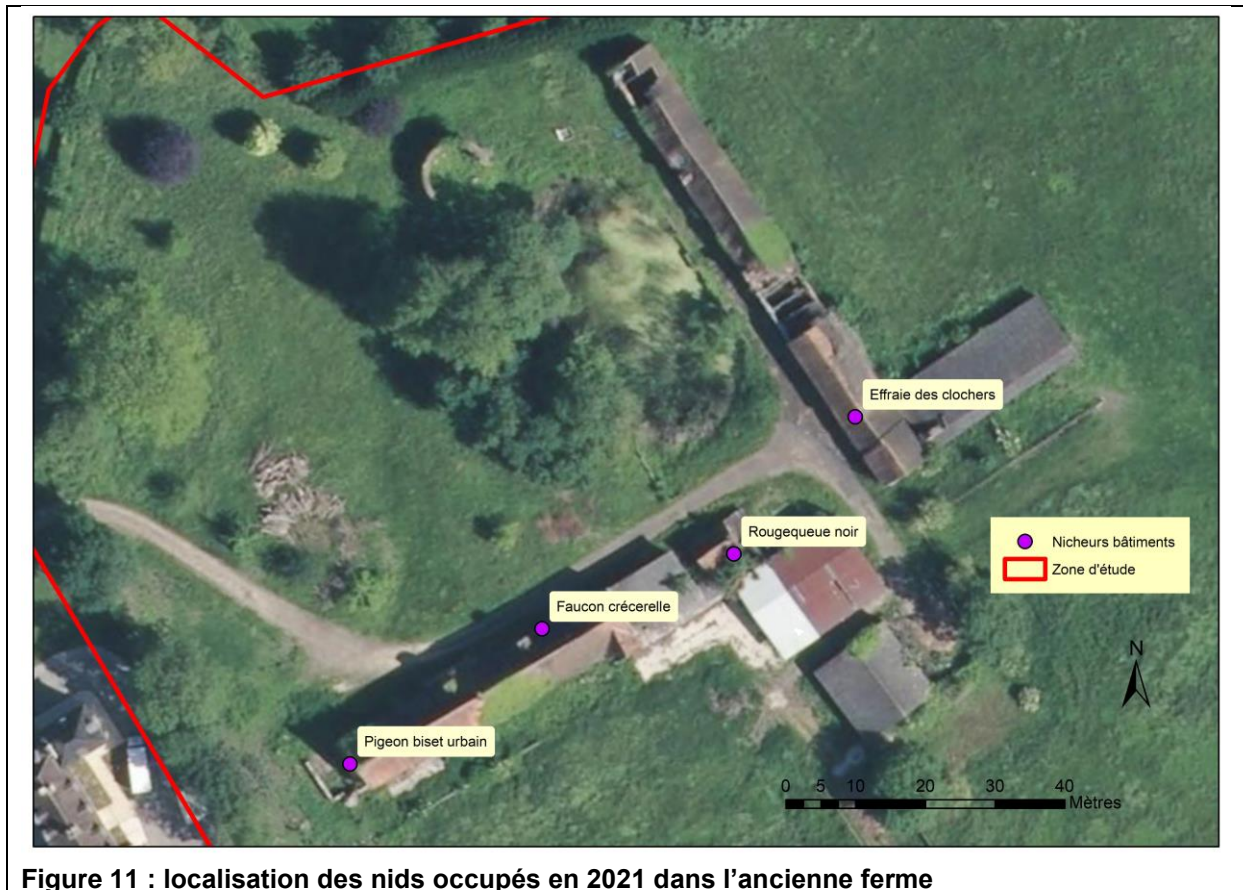 Effraie des clochers
Rougequeue noir
Nicheurs bâtiments
Zone d'étude
Faucon crécerelle
N
Pigeon biset urbain
0 5 10 20 30 40
Mètres
Figure 11 : localisation des nids occupés en 2021 dans l'ancienne ferme